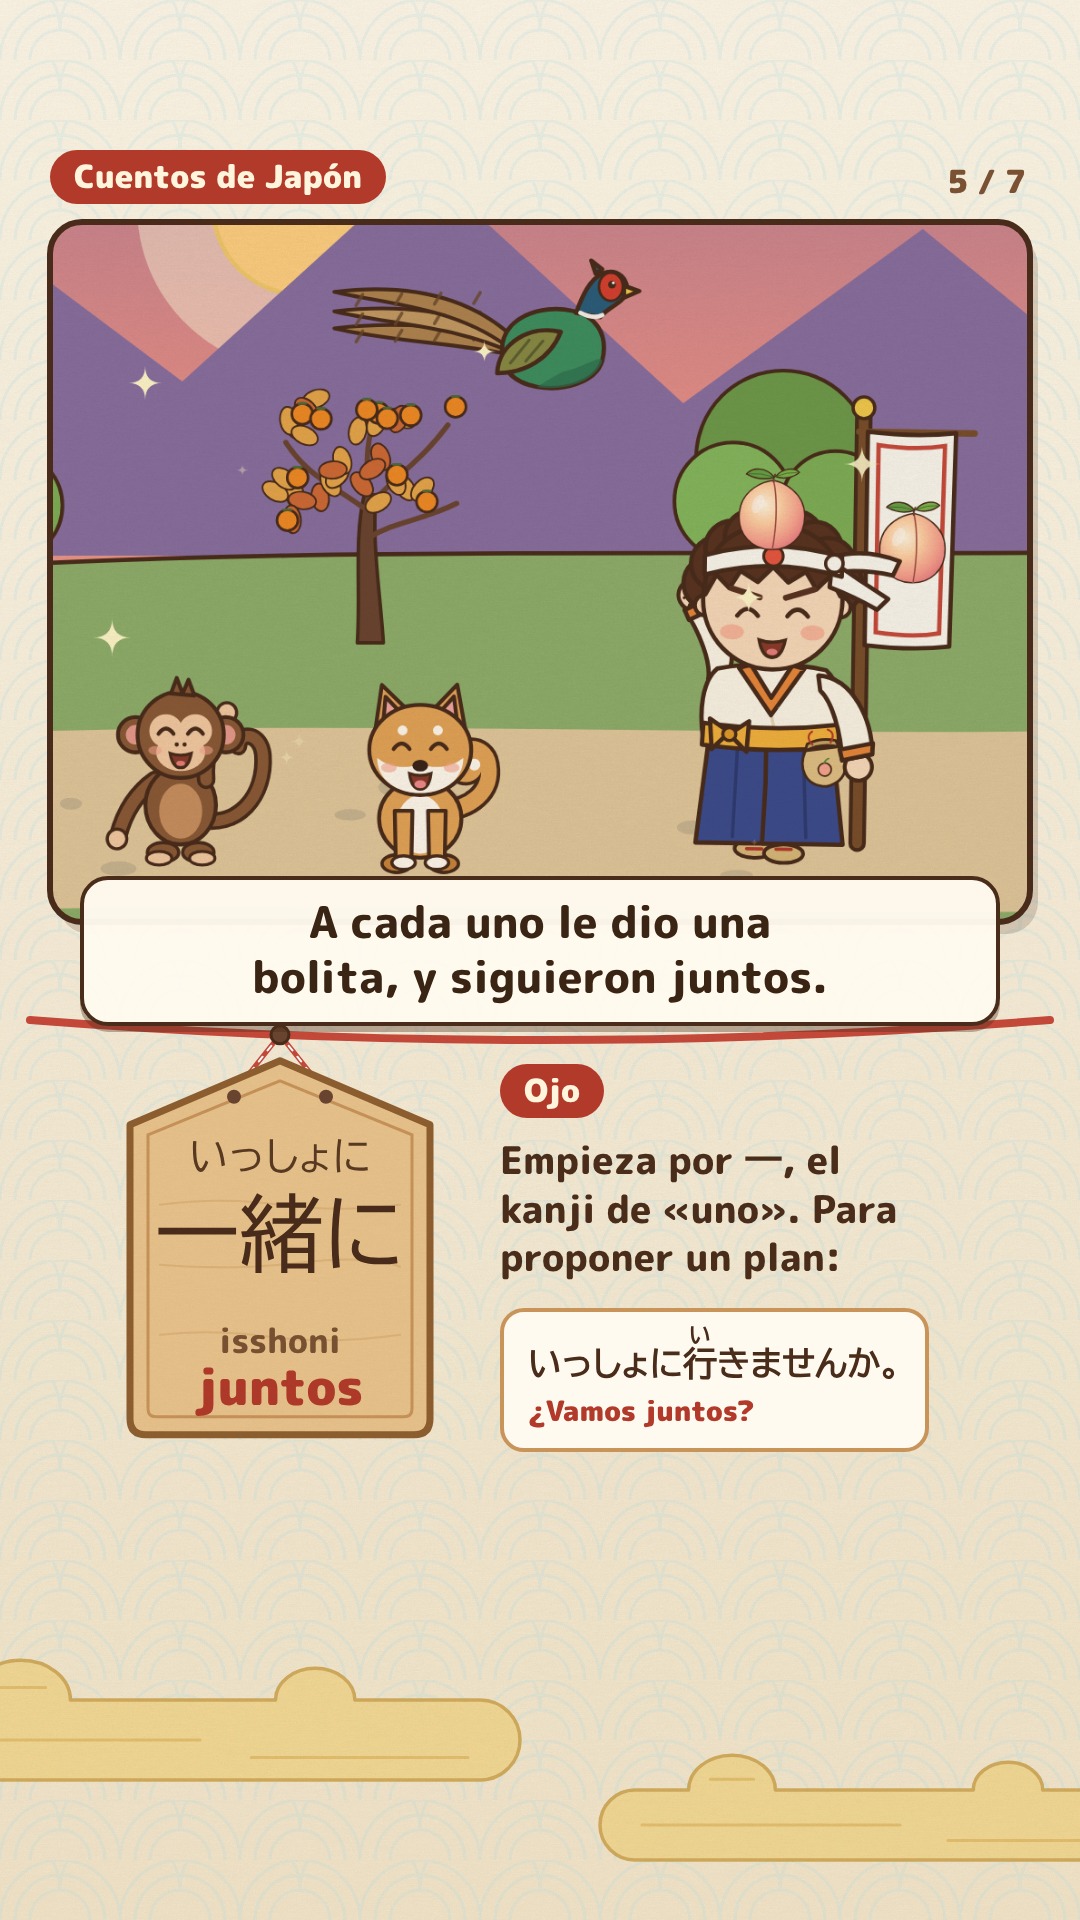 Cuentos de Japón
5 / 7
A cada uno le dio una
bolita, y siguieron juntos.
いっしょに
一緒に
isshoni
juntos
Ojo
Empieza por 一, el
kanji de «uno». Para
proponer un plan:
い
いっしょに行きませんか。
¿Vamos juntos?